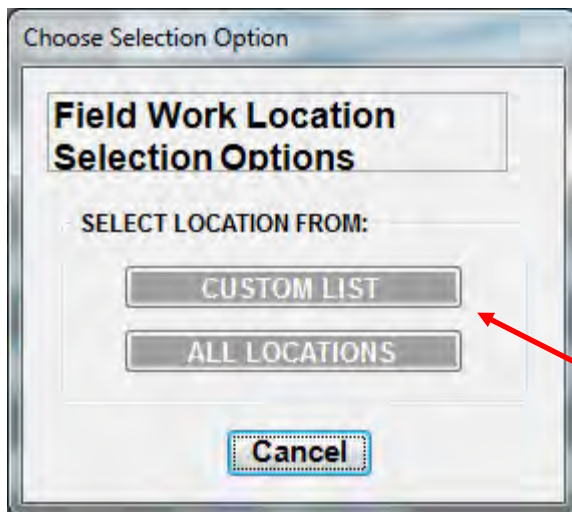 Choose Selection Option
Field Work Location
Selection Options
SELECT LOCATION FROM:
CUSTOM LIST
ALL LOCATIONS
Cancel